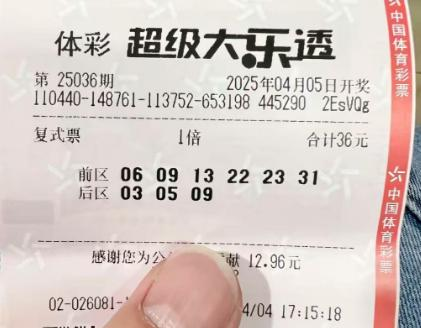 体彩 超级大乐透
第 25036期 2025年04月05日开奖
110440-148761-113752-653198 445290 2EsVQg
复式票 1倍 合计36元
前区 06 09 13 22 23 31
后区 03 05 09
感谢您为公 献 12.96元
02-026081- /04 17:15:18
中国体育彩票
中国体育彩票